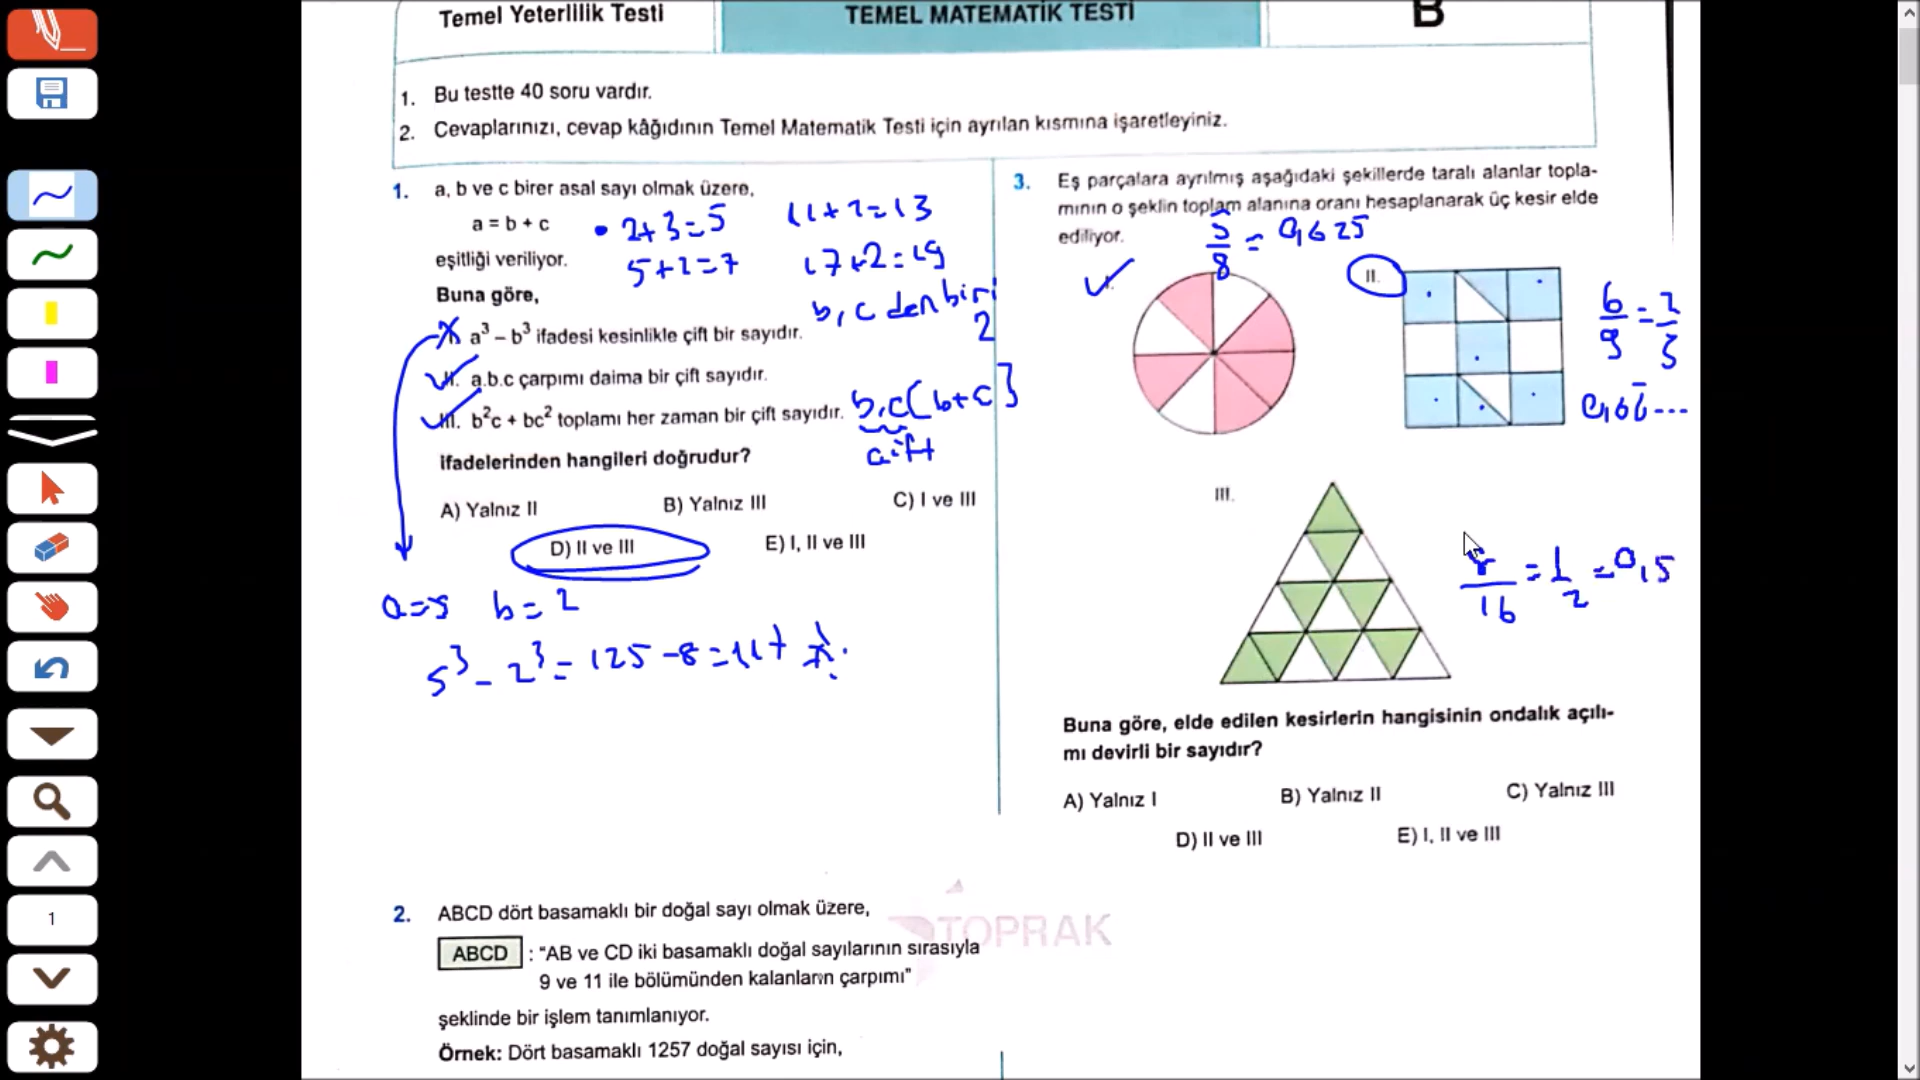 Temel Yeterlilik Testi
TEMEL MATEMATİK TESTİ
B
1. Bu testte 40 soru vardır.
2. Cevaplarınızı, cevap kâğıdının Temel Matematik Testi için ayrılan kısmına işaretleyiniz.
1. a, b ve c birer asal sayı olmak üzere,
a = b + c
eşitliği veriliyor.
2+3=5
5+2=7
11+2=13
17+2=19
b, c den biri
2
Buna göre,
a³ – b³ ifadesi kesinlikle çift bir sayıdır.
II. a.b.c çarpımı daima bir çift sayıdır.
III. b²c + bc² toplamı her zaman bir çift sayıdır.
b.c(b+c)
çift
ifadelerinden hangileri doğrudur?
A) Yalnız II
B) Yalnız III
C) I ve III
D) II ve III
E) I, II ve III
a=5 b=2
5³ - 2³ = 125 - 8 = 117
2. ABCD dört basamaklı bir doğal sayı olmak üzere,
ABCD : “AB ve CD iki basamaklı doğal sayılarının sırasıyla
9 ve 11 ile bölümünden kalanların çarpımı”
şeklinde bir işlem tanımlanıyor.
Örnek: Dört basamaklı 1257 doğal sayısı için,
3. Eş parçalara ayrılmış aşağıdaki şekillerde taralı alanlar topla-
mının o şeklin toplam alanına oranı hesaplanarak üç kesir elde
ediliyor.
5/8 = 0,625
II.
6/9 = 2/3
0,66...
III.
8/16 = 1/2 = 0,5
Buna göre, elde edilen kesirlerin hangisinin ondalık açılı-
mı devirli bir sayıdır?
A) Yalnız I
B) Yalnız II
C) Yalnız III
D) II ve III
E) I, II ve III
TOPRAK
1